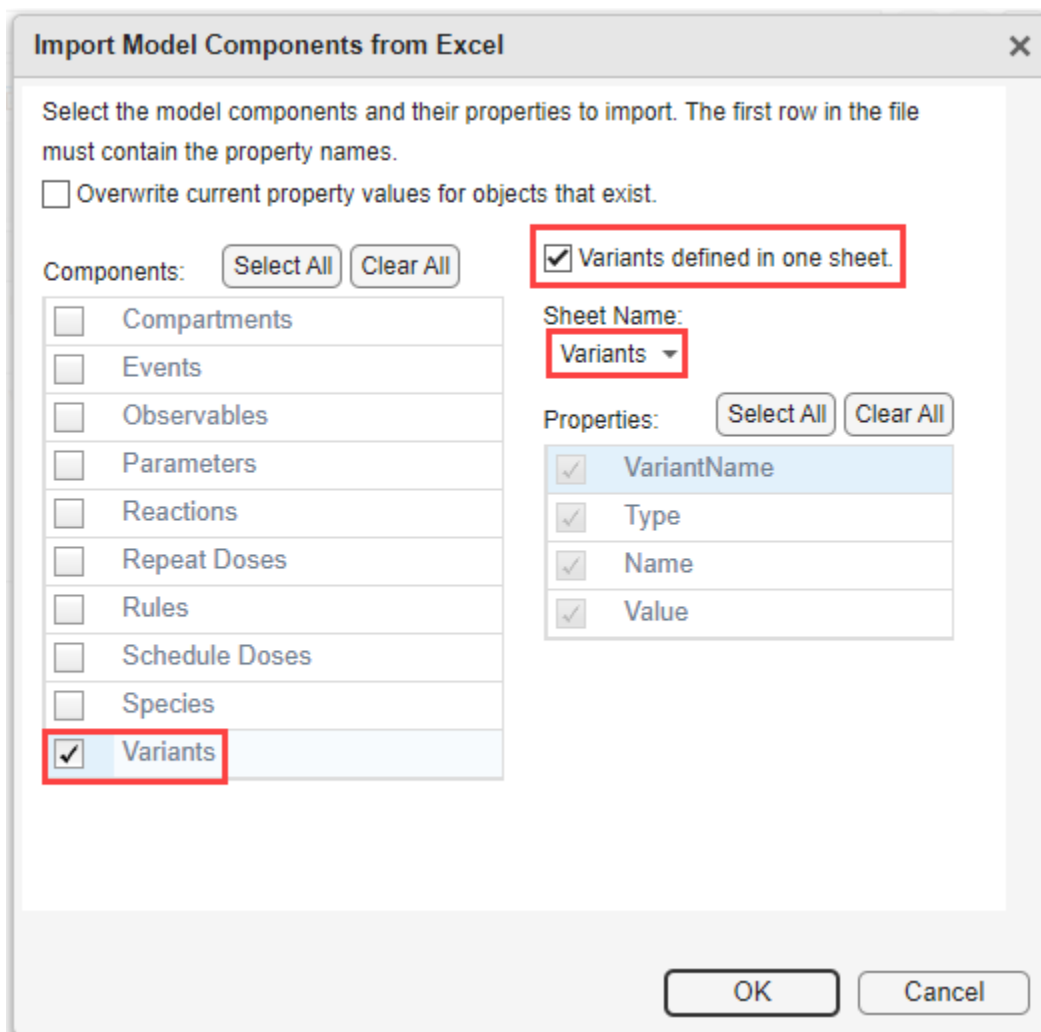 Import Model Components from Excel
Select the model components and their properties to import. The first row in the file
must contain the property names.
Overwrite current property values for objects that exist.
Components:
Select All
Clear All
Compartments
Events
Observables
Parameters
Reactions
Repeat Doses
Rules
Schedule Doses
Species
Variants
Variants defined in one sheet.
Sheet Name:
Variants
Properties:
Select All
Clear All
VariantName
Type
Name
Value
OK
Cancel